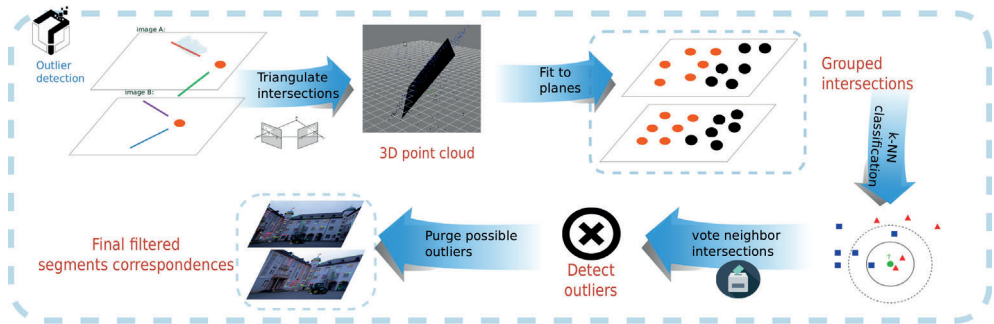 Outlier
detection
image A:
image B:
Triangulate
intersections
3D point cloud
Fit to
planes
Grouped
intersections
k-NN
classification
?
vote neighbor
intersections
Detect
outliers
Purge possible
outliers
Final filtered
segments correspondences